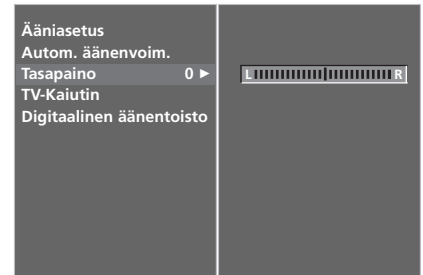 Ääniasetus
Autom. äänenvoim.
Tasapaino 0 ►
L R
TV-Kaiutin
Digitaalinen äänentoisto